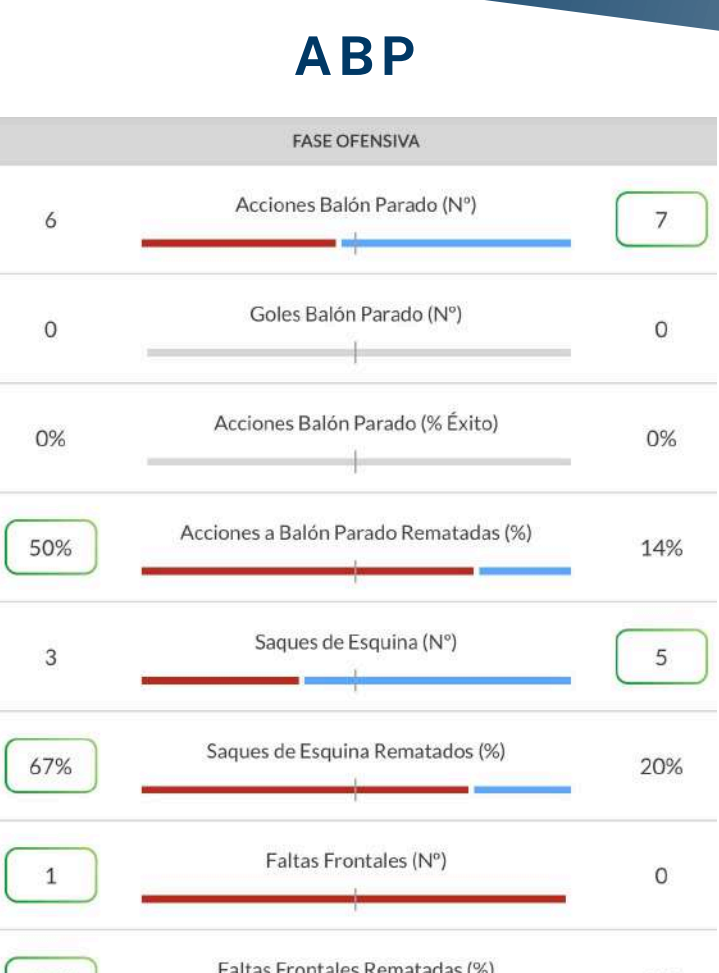 ABP
FASE OFENSIVA
6 Acciones Balón Parado (Nº) 7
0 Goles Balón Parado (Nº) 0
0% Acciones Balón Parado (% Éxito) 0%
50% Acciones a Balón Parado Rematadas (%) 14%
3 Saques de Esquina (Nº) 5
67% Saques de Esquina Rematados (%) 20%
1 Faltas Frontales (Nº) 0
Faltas Frontales Rematadas (%)